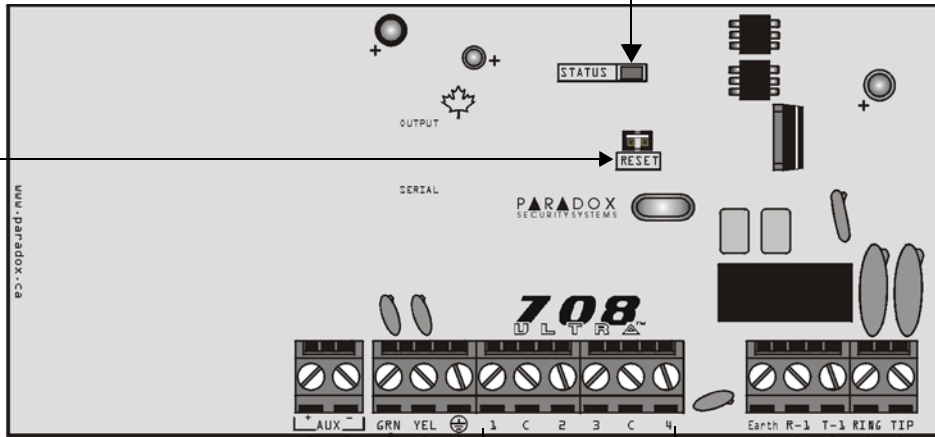 STATUS
OUTPUT
RESET
SERIAL
PARADOX
SECURITY SYSTEMS
www.paradox.ca
708
ULTRA™
+ AUX - GRN YEL 1 C 2 3 C 4 Earth R-1 T-1 RING TIP